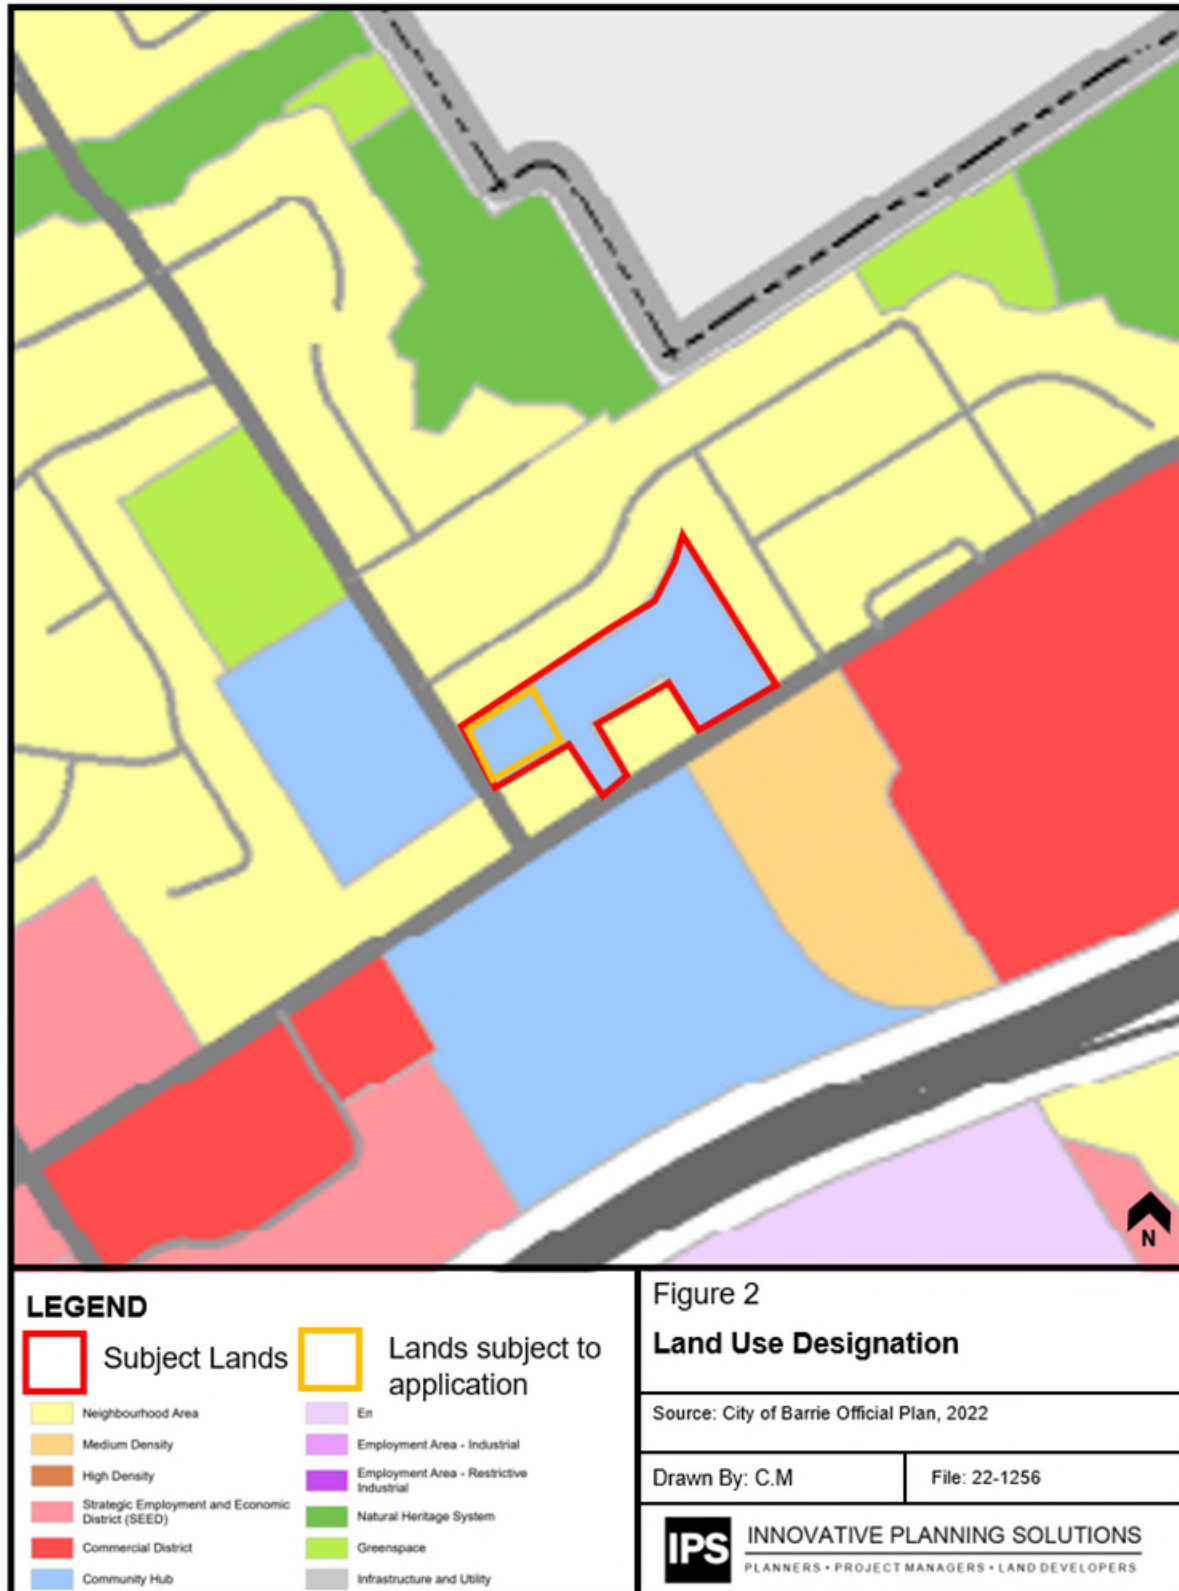 N
LEGEND
Subject Lands
Lands subject to
application
Neighbourhood Area
Medium Density
High Density
Strategic Employment and Economic
District (SEED)
Commercial District
Community Hub
En
Employment Area - Industrial
Employment Area - Restrictive
Industrial
Natural Heritage System
Greenspace
Infrastructure and Utility
Figure 2
Land Use Designation
Source: City of Barrie Official Plan, 2022
Drawn By: C.M
File: 22-1256
IPS
INNOVATIVE PLANNING SOLUTIONS
PLANNERS • PROJECT MANAGERS • LAND DEVELOPERS